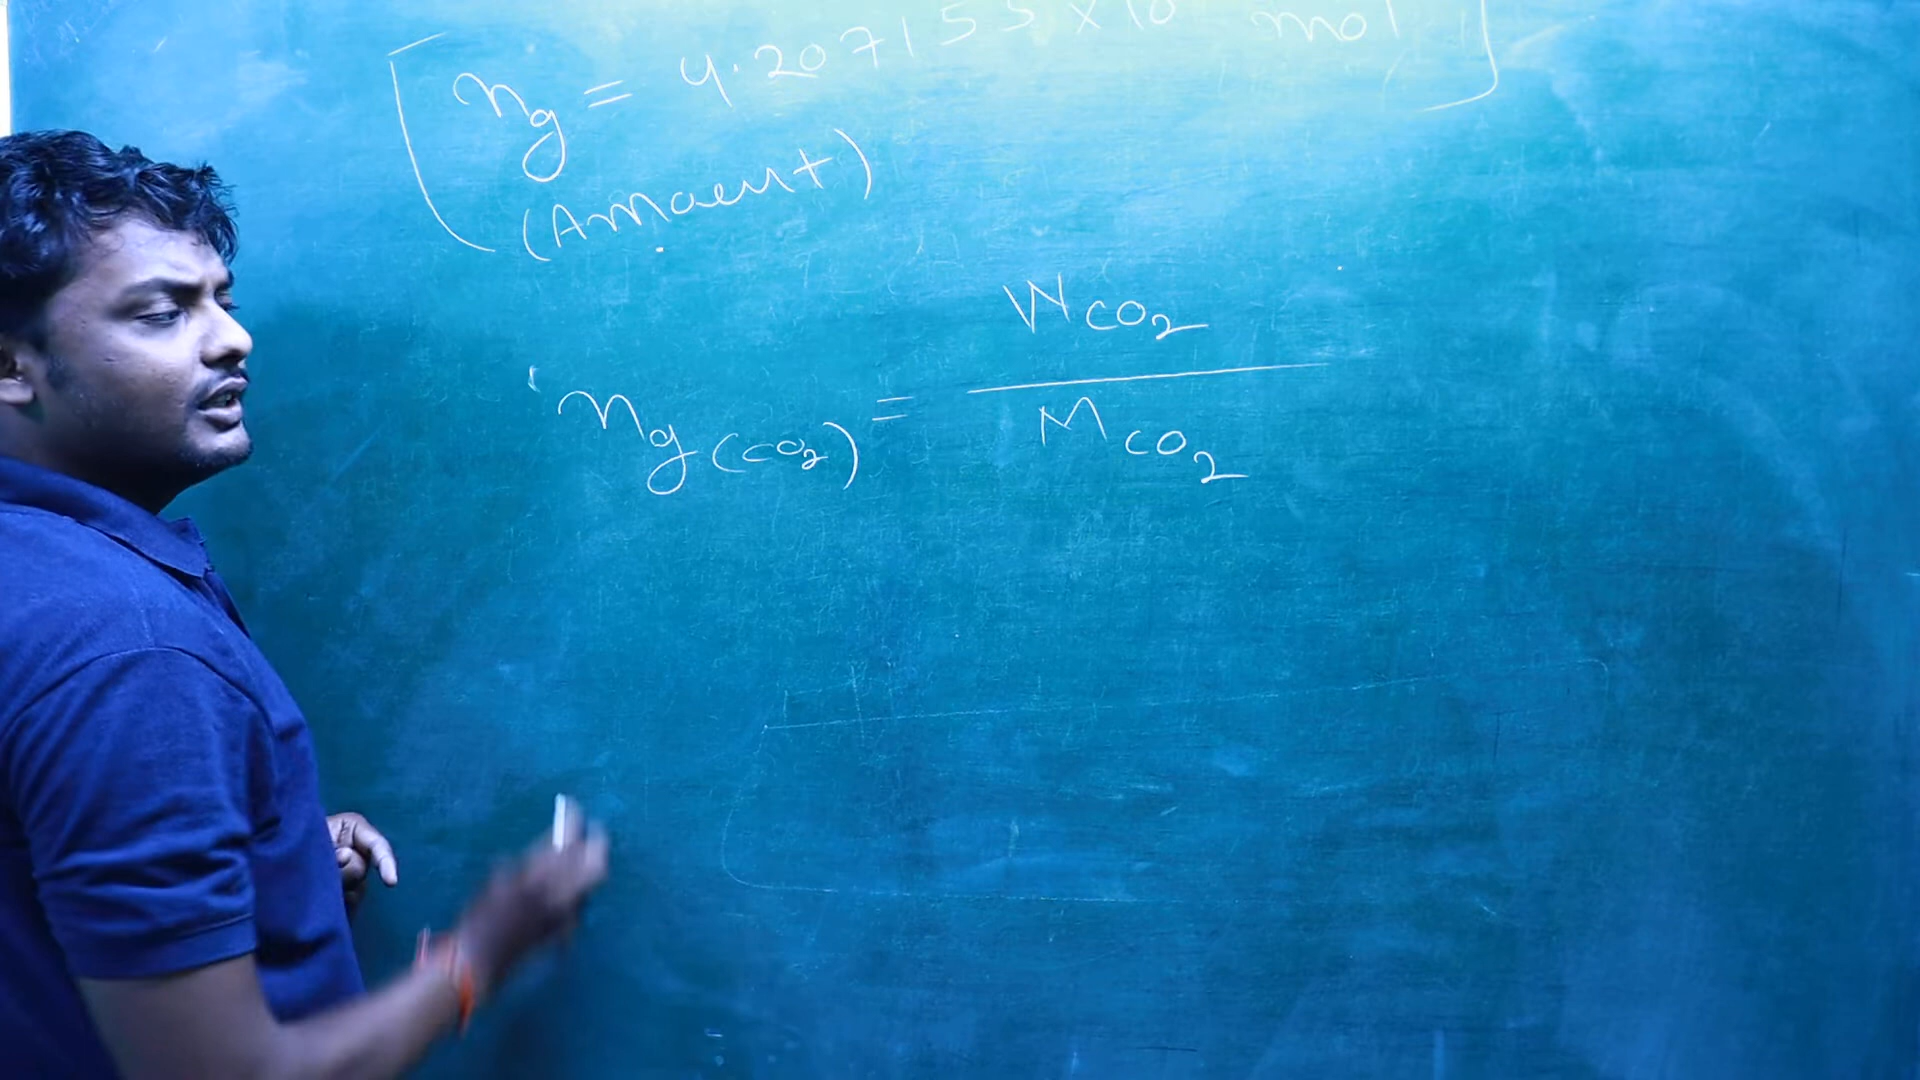 [ng = 4.207155 × 10 mol]
(Amount)
ng(CO2) = WCO2 / MCO2